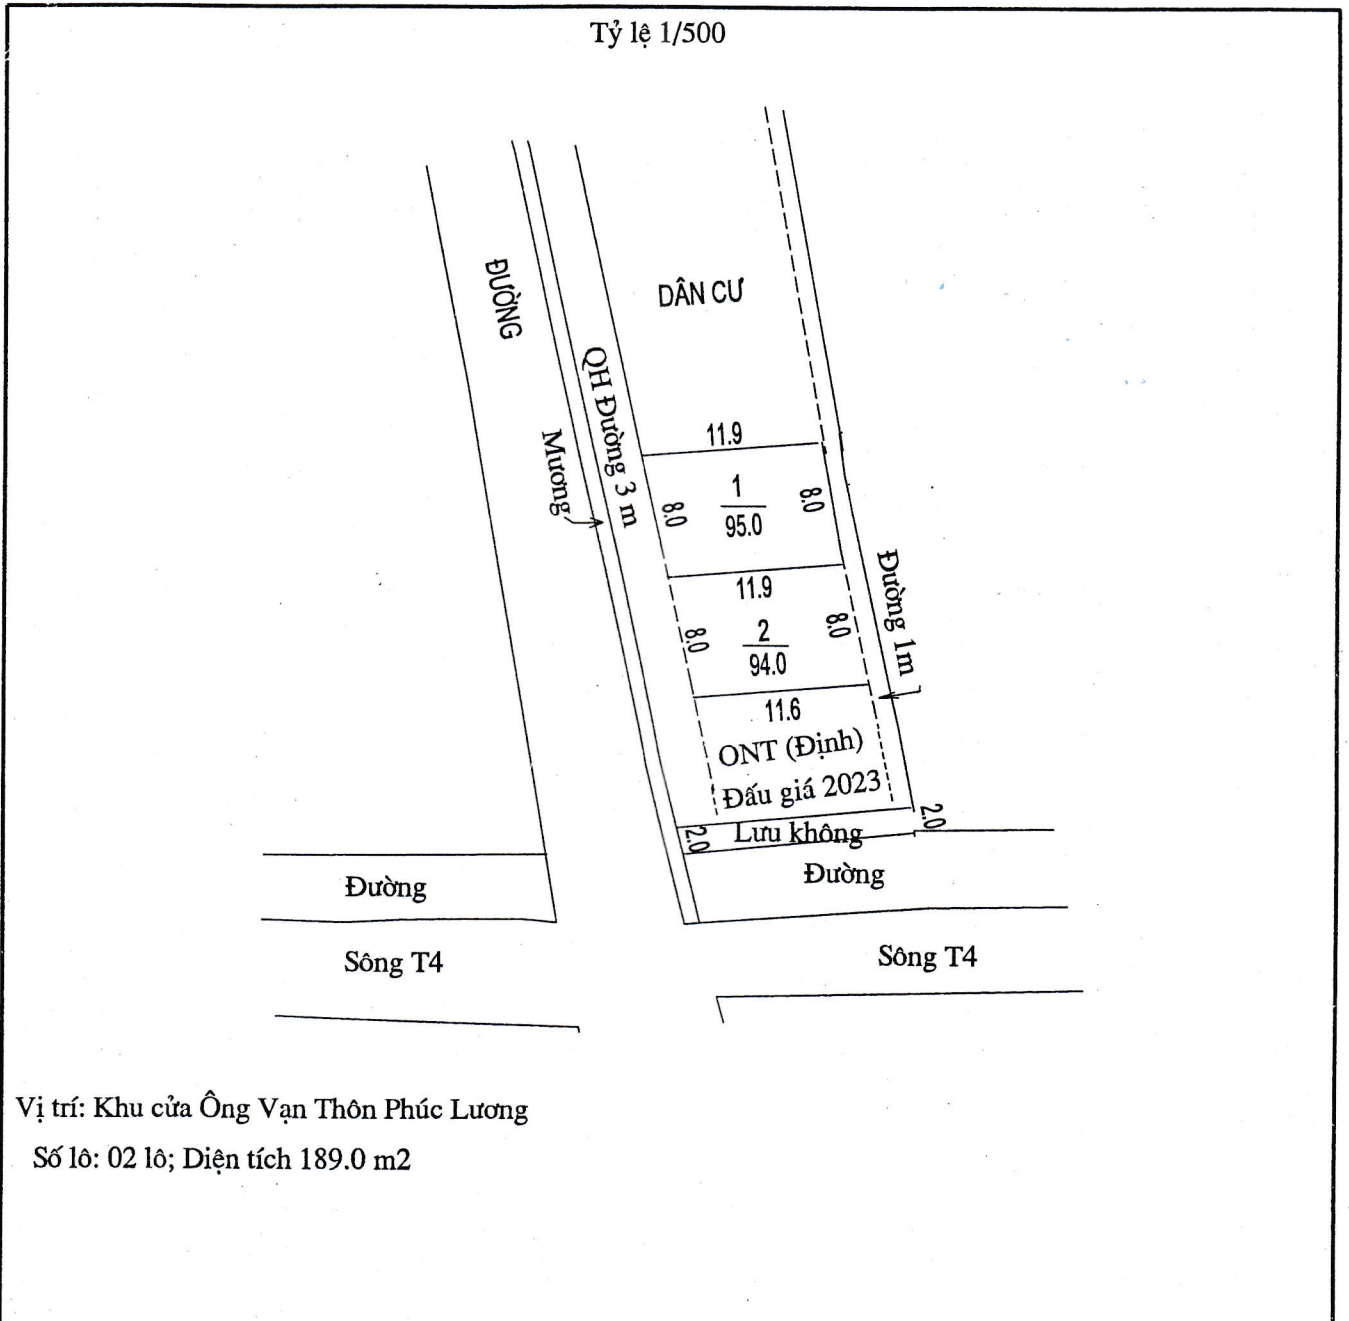 Tỷ lệ 1/500
ĐƯỜNG
DÂN CƯ
QH Đường 3 m
Mương
11.9
1
95.0
8.0
8.0
11.9
Đường 1m
2
94.0
8.0
8.0
11.6
ONT (Định)
Đấu giá 2023
2.0
Lưu không
2.0
Đường
Đường
Sông T4
Sông T4
Vị trí: Khu cửa Ông Vạn Thôn Phúc Lương
Số lô: 02 lô; Diện tích 189.0 m2